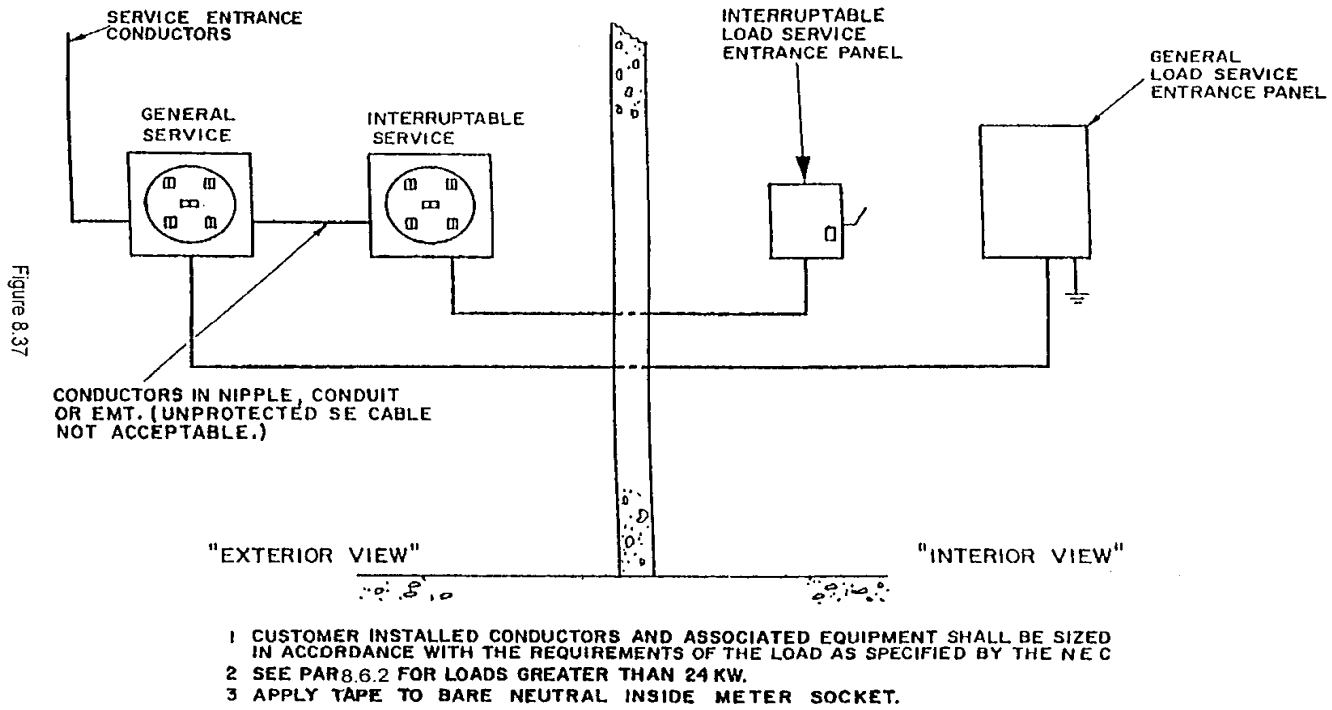 SERVICE ENTRANCE
CONDUCTORS
INTERRUPTABLE
LOAD SERVICE
ENTRANCE PANEL
GENERAL
LOAD SERVICE
ENTRANCE PANEL
GENERAL
SERVICE
INTERRUPTABLE
SERVICE
Figure 8.37
CONDUCTORS IN NIPPLE, CONDUIT
OR EMT. (UNPROTECTED SE CABLE
NOT ACCEPTABLE.)
"EXTERIOR VIEW"
"INTERIOR VIEW"
1 CUSTOMER INSTALLED CONDUCTORS AND ASSOCIATED EQUIPMENT SHALL BE SIZED
IN ACCORDANCE WITH THE REQUIREMENTS OF THE LOAD AS SPECIFIED BY THE N E C
2 SEE PAR 8.6.2 FOR LOADS GREATER THAN 24 KW.
3 APPLY TAPE TO BARE NEUTRAL INSIDE METER SOCKET.